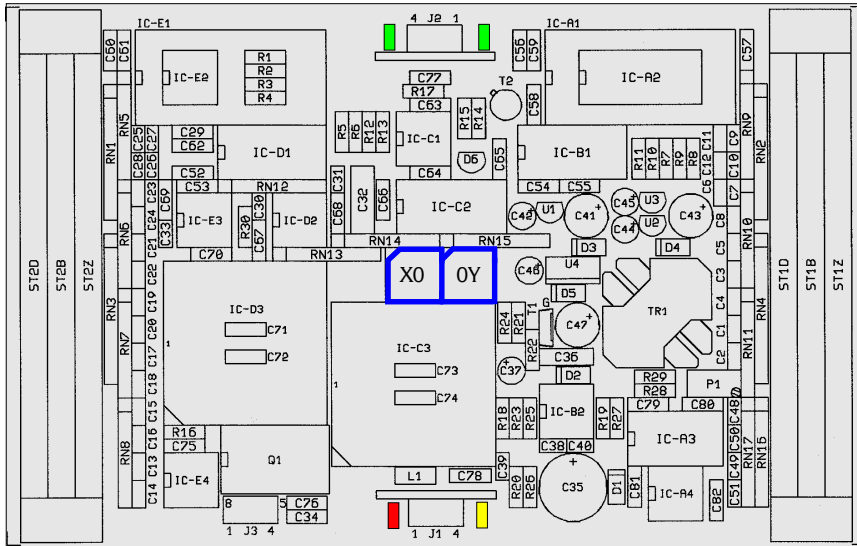 IC-E1
4 J2 1
IC-A1
C60
C61
IC-E2
R1
R2
R3
R4
C77
R17
C63
T2
C56
C59
IC-A2
C57
C58
RN1
RN5
C25
C27
C28
C26
C29
C62
C52
IC-D1
R5
R6
R12
R13
IC-C1
R15
R14
D6
C65
IC-B1
R11
R10
R7
R9
R8
C11
C12
C9
C10
RN9
RN2
C23
C53
RN12
C31
C64
C54
C55
C6
C7
C24
C69
C33
IC-E3
R30
C30
C67
IC-D2
C68
C32
C66
IC-C2
C42
U1
C41
C45
U3
C44
U2
C43
C8
RN6
RN10
C21
C70
RN13
RN14
RN15
D3
D4
C5
ST2D
ST2B
ST2Z
ST1D
ST1B
ST1Z
X0
0Y
C46
U4
D5
C22
C19
C20
C17
C18
C15
RN3
RN7
IC-D3
C71
C72
1
IC-C3
C73
C74
1
R24
R21
T1
G
R22
C47
C36
C37
D2
TR1
C4
C3
C1
C2
RN11
RN4
R29
R28
P1
R18
R23
R25
IC-B2
R19
R27
C79
C80
C48
C16
R16
C75
RN8
C13
C14
IC-E4
Q1
C38
C40
C39
IC-A3
C50
C49
C51
RN17
RN16
L1
C78
R20
R26
C35
D1
C81
IC-A4
C82
8
5
C76
C34
1 J3 4
1 J1 4